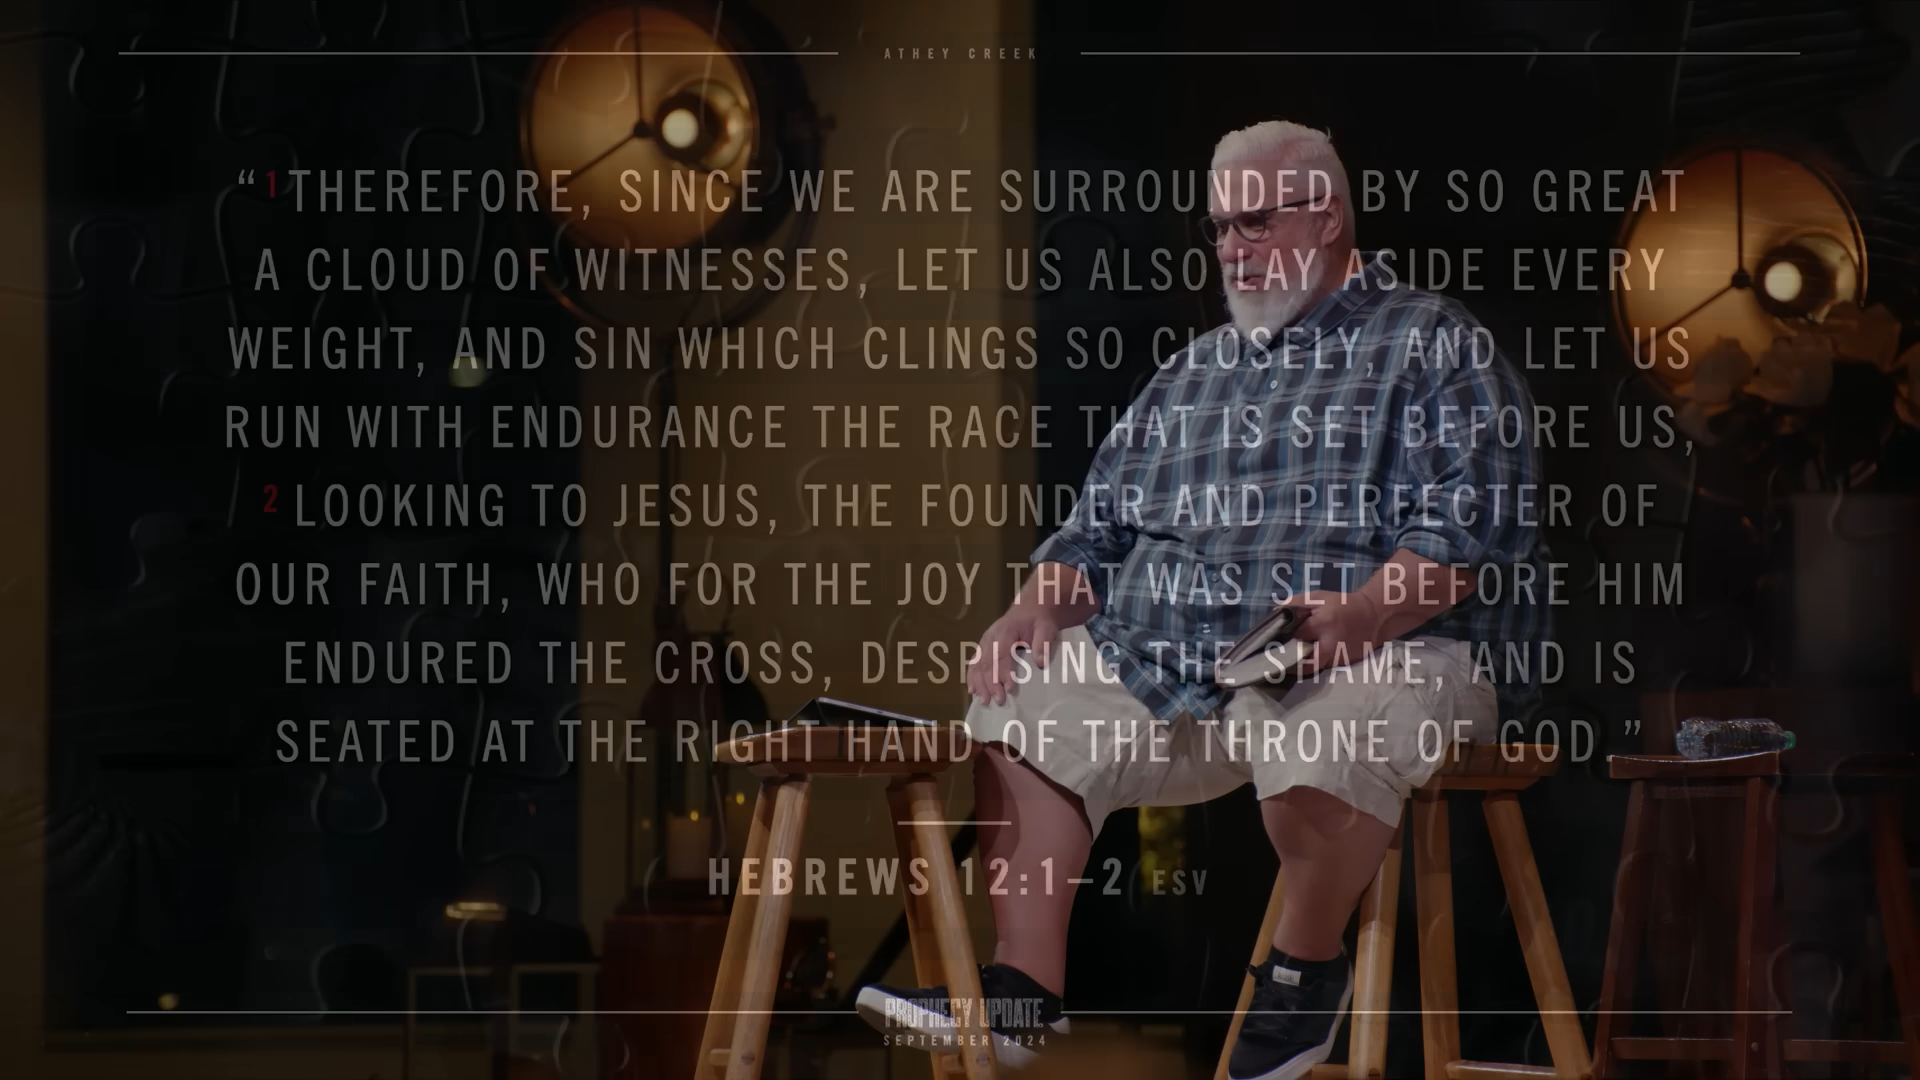 ATHEY CREEK
“1 THEREFORE, SINCE WE ARE SURROUNDED BY SO GREAT
A CLOUD OF WITNESSES, LET US ALSO LAY ASIDE EVERY
WEIGHT, AND SIN WHICH CLINGS SO CLOSELY, AND LET US
RUN WITH ENDURANCE THE RACE THAT IS SET BEFORE US,
2 LOOKING TO JESUS, THE FOUNDER AND PERFECTER OF
OUR FAITH, WHO FOR THE JOY THAT WAS SET BEFORE HIM
ENDURED THE CROSS, DESPISING THE SHAME, AND IS
SEATED AT THE RIGHT HAND OF THE THRONE OF GOD.”
HEBREWS 12:1–2 ESV
PROPHECY UPDATE
SEPTEMBER 2024